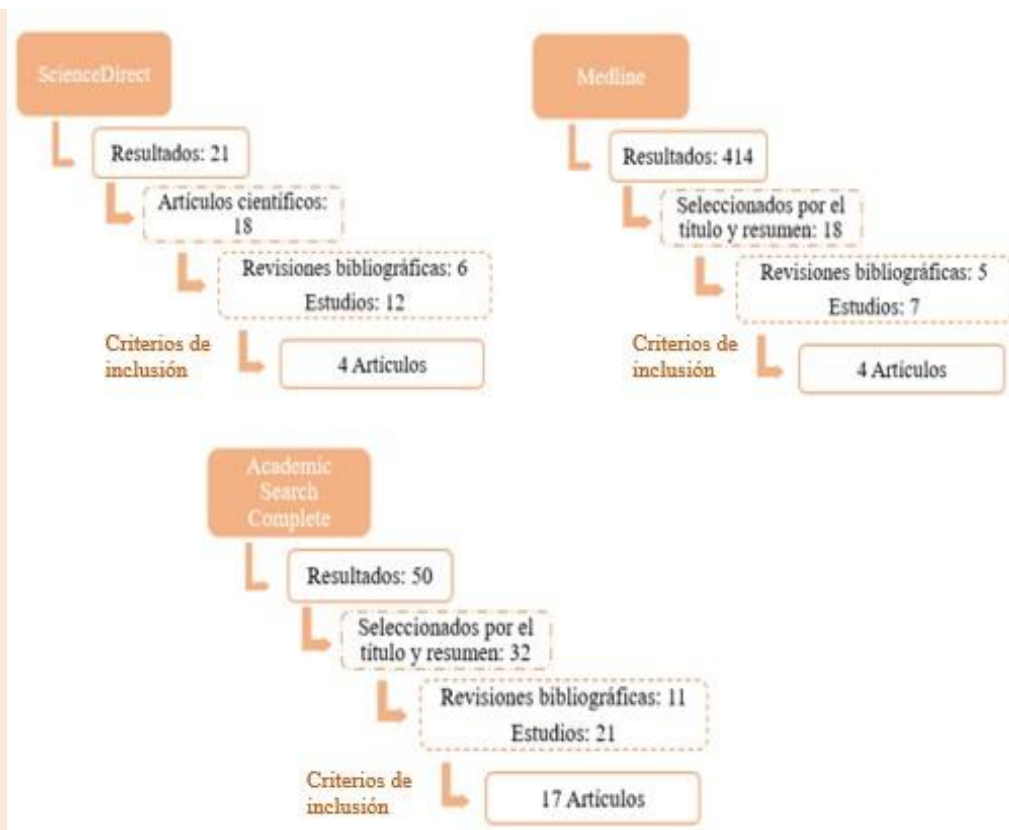 ScienceDirect
Resultados: 21
Artículos científicos:
18
Revisiones bibliográficas: 6
Estudios: 12
Criterios de
inclusión
4 Artículos
Medline
Resultados: 414
Seleccionados por el
título y resumen: 18
Revisiones bibliográficas: 5
Estudios: 7
Criterios de
inclusión
4 Artículos
Academic
Search
Complete
Resultados: 50
Seleccionados por el
título y resumen: 32
Revisiones bibliográficas: 11
Estudios: 21
Criterios de
inclusión
17 Artículos